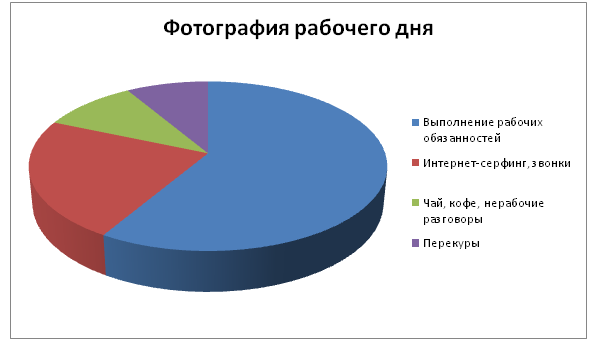 Фотография рабочего дня
Выполнение рабочих
обязанностей
Интернет-серфинг, звонки
Чай, кофе, нерабочие
разговоры
Перекуры